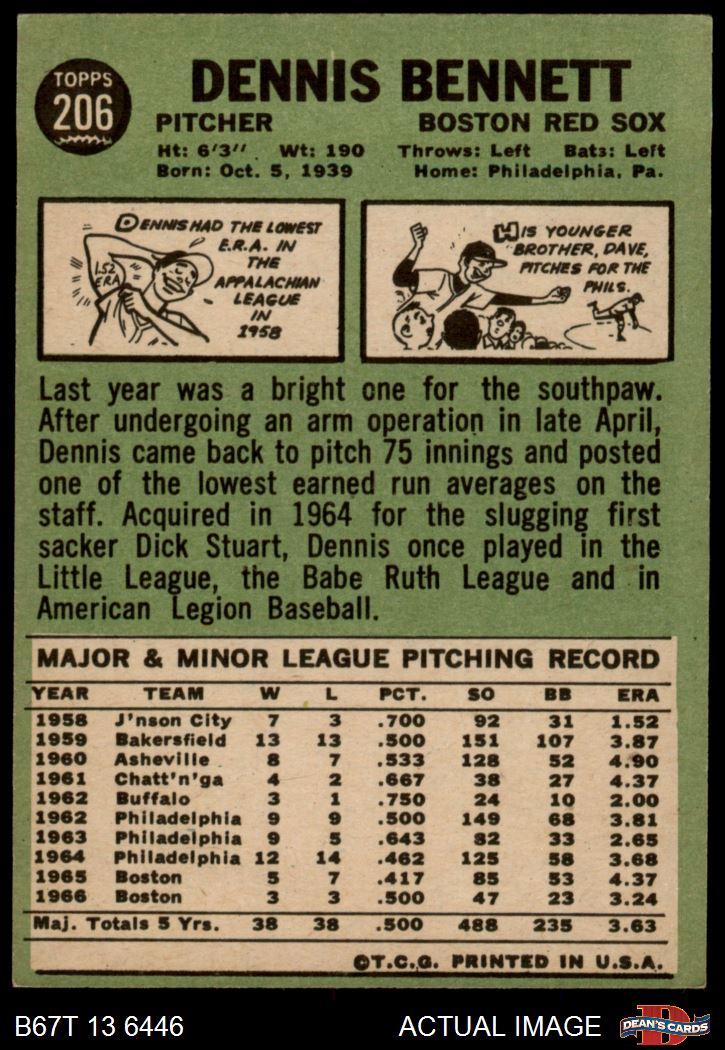 TOPPS
206
DENNIS BENNETT
PITCHER BOSTON RED SOX
Ht: 6'3" Wt: 190 Throws: Left Bats: Left
Born: Oct. 5, 1939 Home: Philadelphia, Pa.
DENNIS HAD THE LOWEST
E.R.A. IN
THE
APPALACHIAN
LEAGUE
IN
1958
1.52
ERA
HIS YOUNGER
BROTHER, DAVE,
PITCHES FOR THE
PHILS.
Last year was a bright one for the southpaw.
After undergoing an arm operation in late April,
Dennis came back to pitch 75 innings and posted
one of the lowest earned run averages on the
staff. Acquired in 1964 for the slugging first
sacker Dick Stuart, Dennis once played in the
Little League, the Babe Ruth League and in
American Legion Baseball.
MAJOR & MINOR LEAGUE PITCHING RECORD
YEAR TEAM W L PCT. SO BB ERA
1958 J'nson City 7 3 .700 92 31 1.52
1959 Bakersfield 13 13 .500 151 107 3.87
1960 Asheville 8 7 .533 128 52 4.90
1961 Chatt'n'ga 4 2 .667 38 27 4.37
1962 Buffalo 3 1 .750 24 10 2.00
1962 Philadelphia 9 9 .500 149 68 3.81
1963 Philadelphia 9 5 .643 82 33 2.65
1964 Philadelphia 12 14 .462 125 58 3.68
1965 Boston 5 7 .417 85 53 4.37
1966 Boston 3 3 .500 47 23 3.24
Maj. Totals 5 Yrs. 38 38 .500 488 235 3.63
©T.C.G. PRINTED IN U.S.A.
B67T 13 6446 ACTUAL IMAGE
D
DEAN'S CARDS